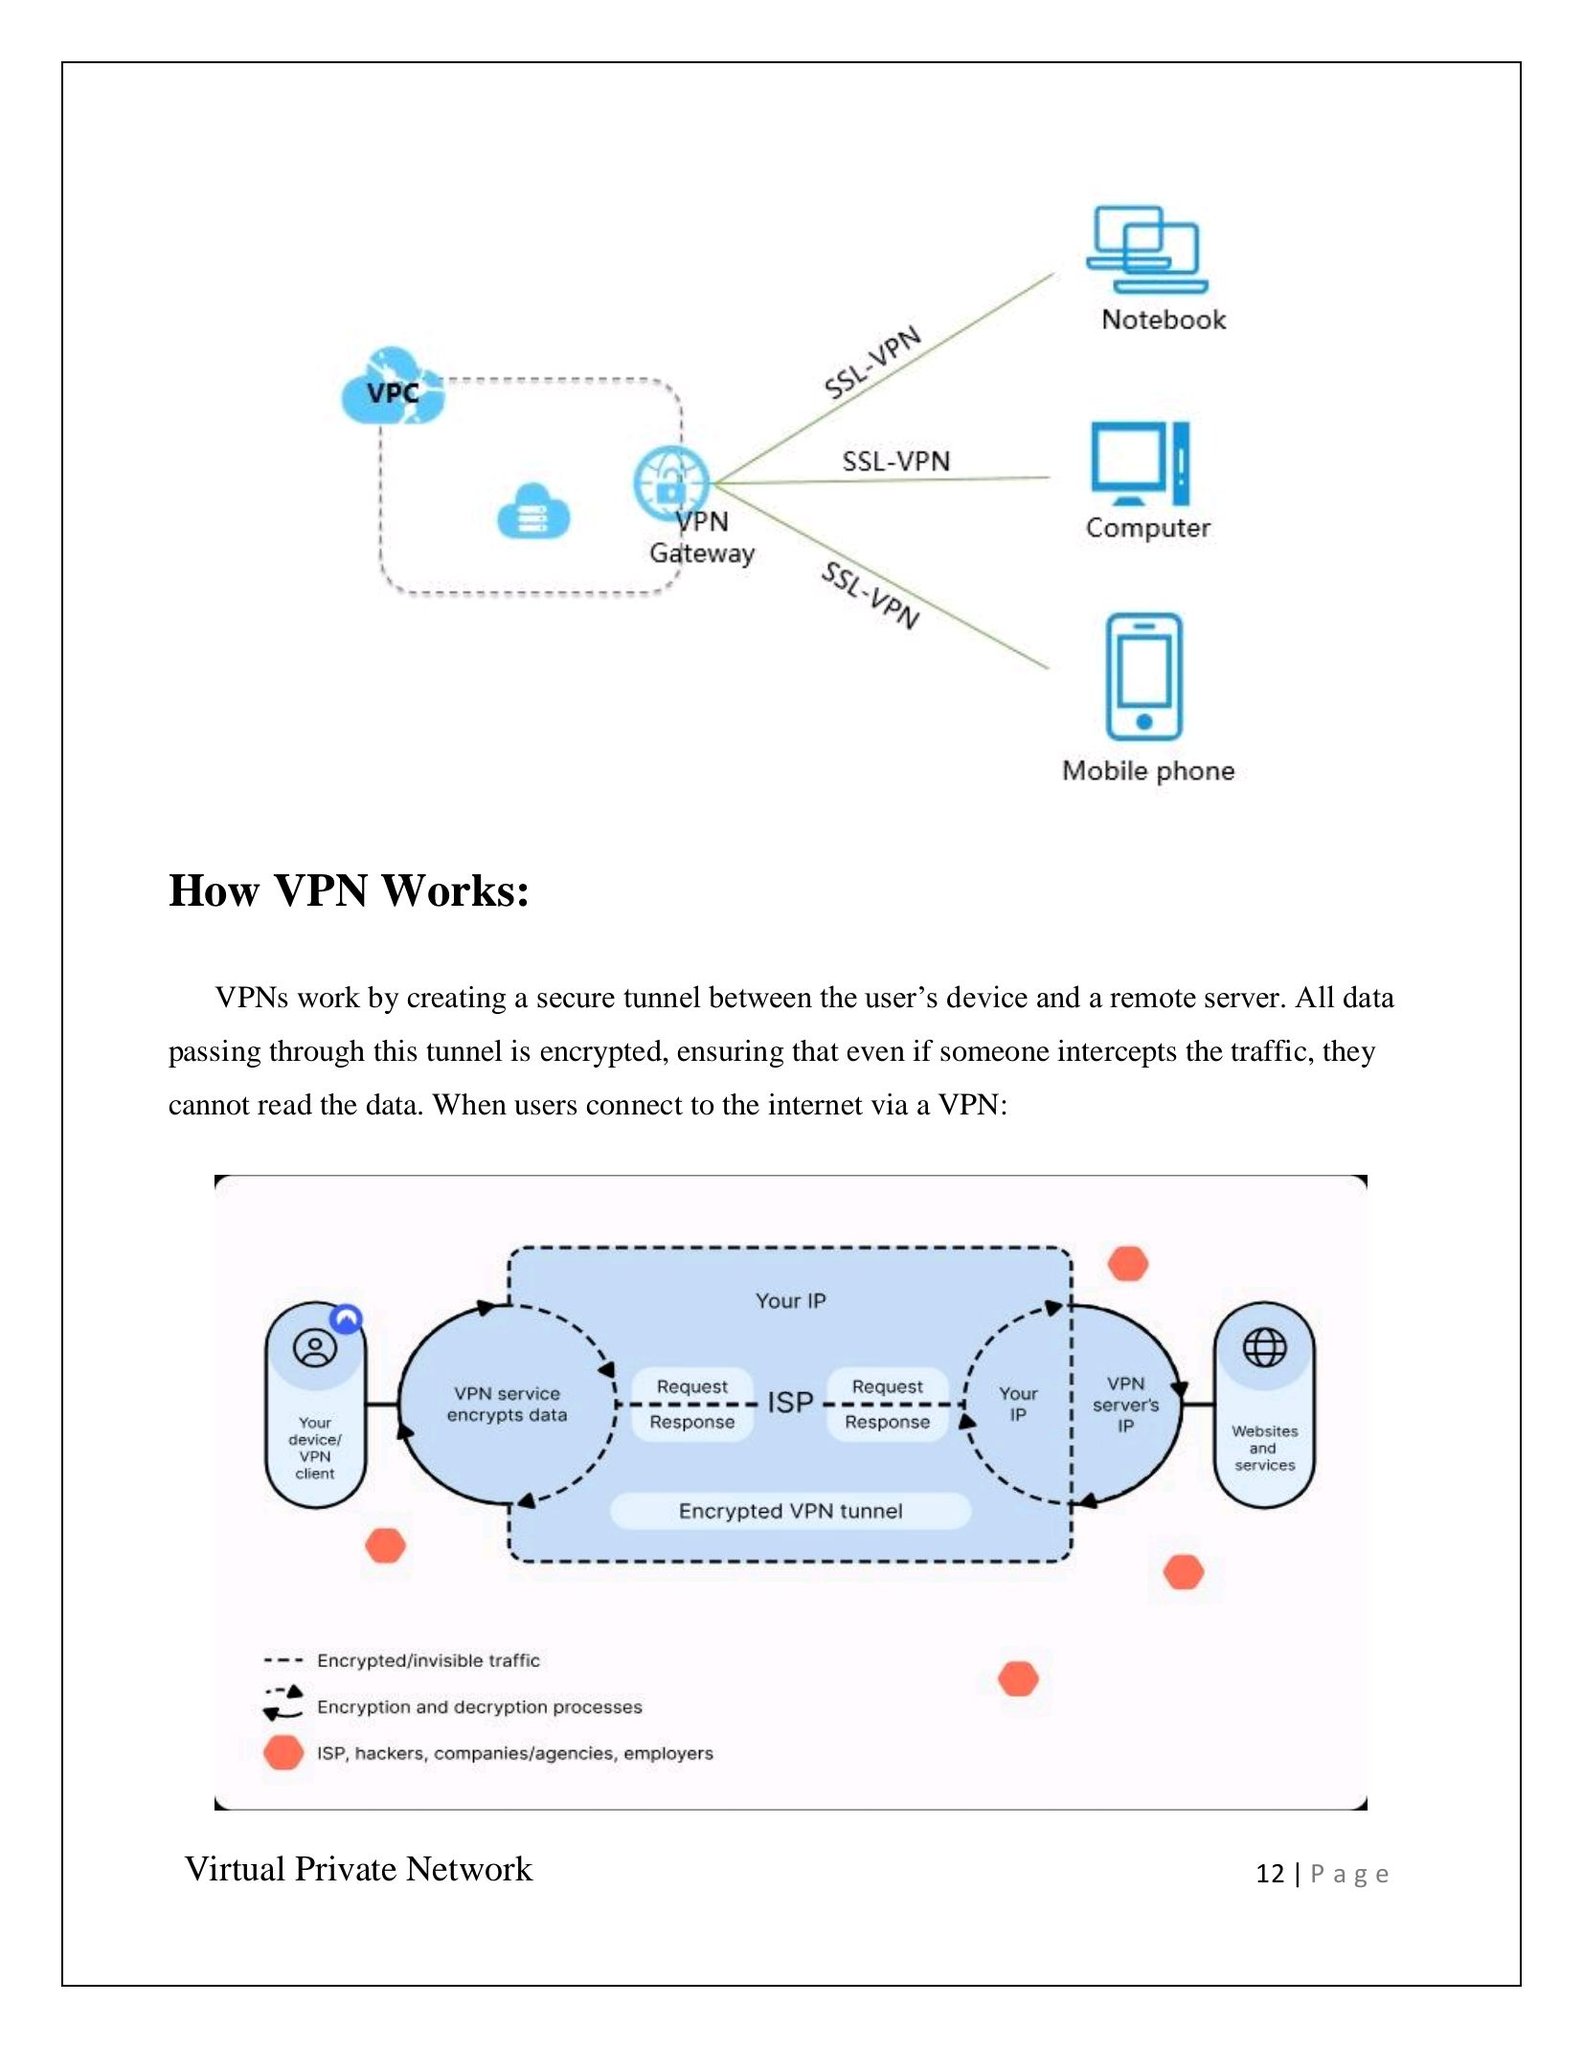 Notebook
VPC
SSL-VPN
SSL-VPN
Computer
VPN
Gateway
SSL-VPN
Mobile phone
How VPN Works:
VPNs work by creating a secure tunnel between the user’s device and a remote server. All data
passing through this tunnel is encrypted, ensuring that even if someone intercepts the traffic, they
cannot read the data. When users connect to the internet via a VPN:
Your IP
Your
device/
VPN
client
VPN service
encrypts data
Request
Response
ISP
Request
Response
Your
IP
VPN
server's
IP
Websites
and
services
Encrypted VPN tunnel
Encrypted/invisible traffic
Encryption and decryption processes
ISP, hackers, companies/agencies, employers
Virtual Private Network
12 | Page